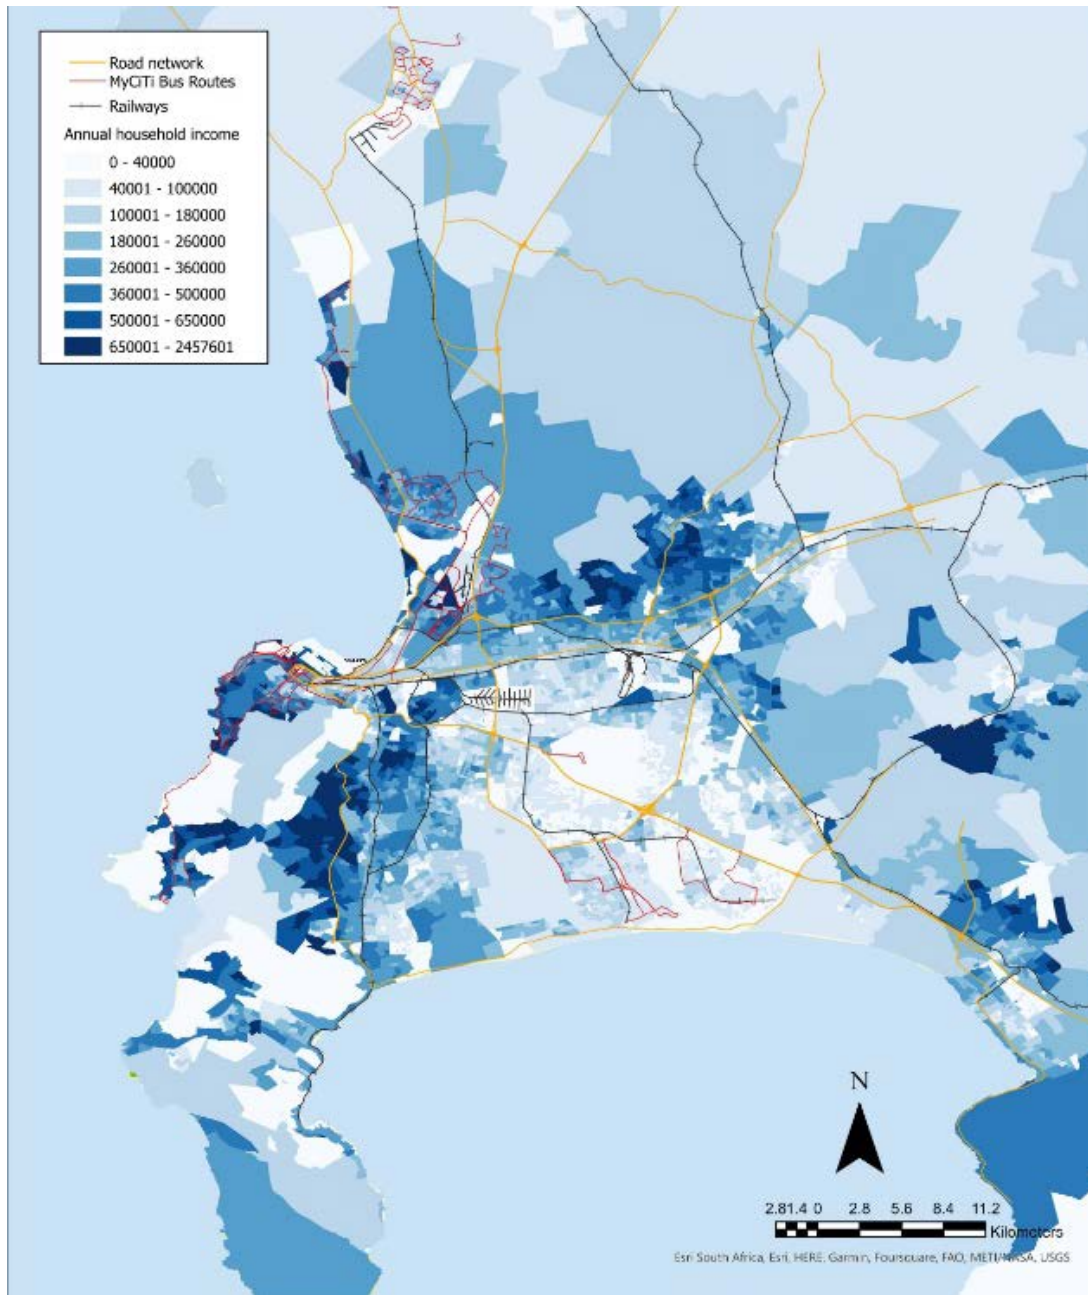 Road network
MyCiTi Bus Routes
Railways
Annual household income
0 - 40000
40001 - 100000
100001 - 180000
180001 - 260000
260001 - 360000
360001 - 500000
500001 - 650000
650001 - 2457601
N
2.81.4 0 2.8 5.6 8.4 11.2
Kilometers
Esri South Africa, Esri, HERE, Garmin, Foursquare, FAO, METI/NASA, USGS